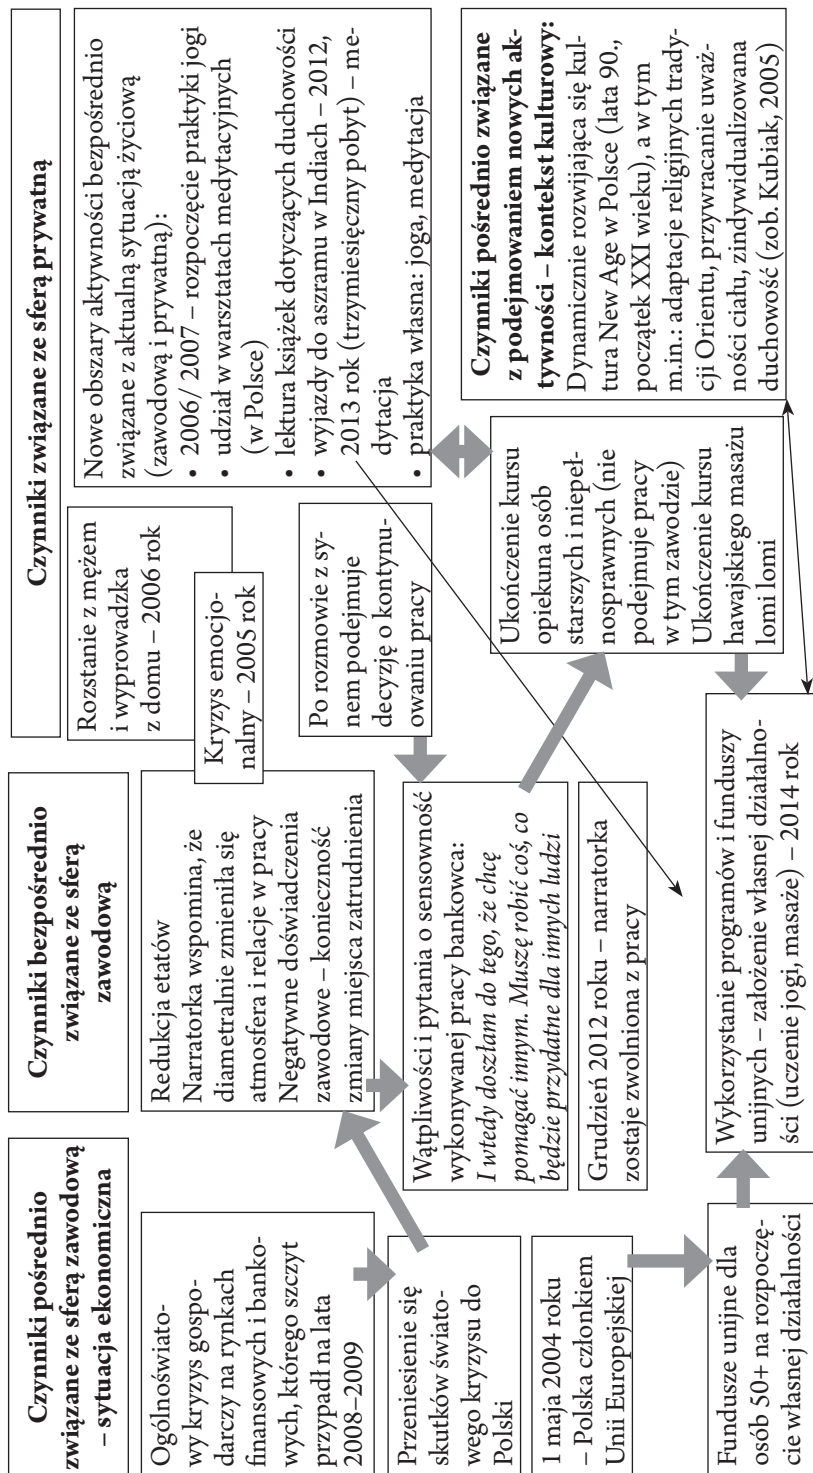 Czynniki pośrednio
związane ze sferą zawodową
– sytuacja ekonomiczna
Ogólnoświato-
wy kryzys gospo-
darczy na rynkach
finansowych i banko-
wych, którego szczyt
przypadł na lata
2008–2009
Przeniesienie się
skutków świato-
wego kryzysu do
Polski
1 maja 2004 roku
– Polska członkiem
Unii Europejskiej
Fundusze unijne dla
osób 50+ na rozpoczę-
cie własnej działalności
Czynniki bezpośrednio
związane ze sferą
zawodową
Redukcja etatów
Narratorka wspomina, że
diametralnie zmieniła się
atmosfera i relacje w pracy
Negatywne doświadczenia
zawodowe – konieczność
zmiany miejsca zatrudnienia
Wątpliwości i pytania o sensowność
wykonywanej pracy bankowca:
I wtedy doszłam do tego, że chcę
pomagać innym. Muszę robić coś, co
będzie przydatne dla innych ludzi
Grudzień 2012 roku – narratorka
zostaje zwolniona z pracy
Wykorzystanie programów i funduszy
unijnych – założenie własnej działalno-
ści (uczenie jogi, masaże) – 2014 rok
Czynniki związane ze sferą prywatną
Rozstanie z mężem
i wyprowadzka
z domu – 2006 rok
Kryzys emocjo-
nalny – 2005 rok
Po rozmowie z sy-
nem podejmuje
decyzję o kontynu-
owaniu pracy
Nowe obszary aktywności bezpośrednio
związane z aktualną sytuacją życiową
(zawodową i prywatną):
• 2006/ 2007 – rozpoczęcie praktyki jogi
• udział w warsztatach medytacyjnych
(w Polsce)
• lektura książek dotyczących duchowości
• wyjazdy do aszramu w Indiach – 2012,
2013 rok (trzymiesięczny pobyt) – me-
dytacja
• praktyka własna: joga, medytacja
Ukończenie kursu
opiekuna osób
starszych i niepeł-
nosprawnych (nie
podejmuje pracy
w tym zawodzie)
Ukończenie kursu
hawajskiego masażu
lomi lomi
Czynniki pośrednio związane
z podejmowaniem nowych ak-
tywności – kontekst kulturowy:
Dynamicznie rozwijająca się kul-
tura New Age w Polsce (lata 90.,
początek XXI wieku), a w tym
m.in.: adaptacje religijnych trady-
cji Orientu, przywracanie uważ-
ności ciału, zindywidualizowana
duchowość (zob. Kubiak, 2005)